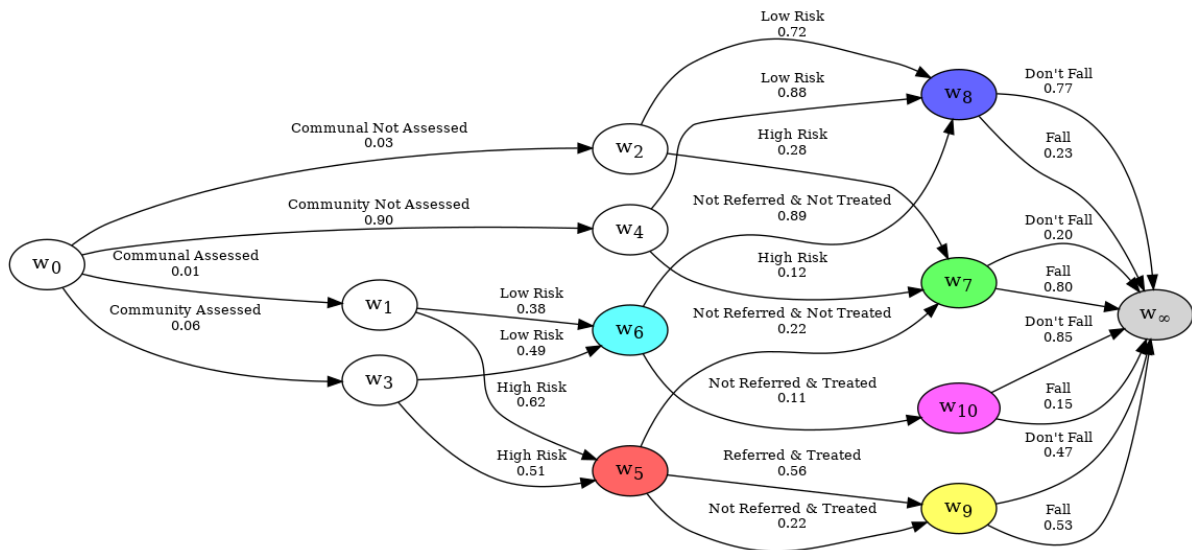 Low Risk
0.72
Low Risk
0.88
Don't Fall
0.77
w8
Communal Not Assessed
0.03
High Risk
0.28
Fall
0.23
w2
Community Not Assessed
0.90
Not Referred & Not Treated
0.89
w4
Don't Fall
0.20
w0
Communal Assessed
0.01
High Risk
0.12
w7
Fall
0.80
Community Assessed
0.06
w1
Low Risk
0.38
w6
Not Referred & Not Treated
0.22
w∞
Low Risk
0.49
Don't Fall
0.85
w3
High Risk
0.62
Not Referred & Treated
0.11
w10
Fall
0.15
High Risk
0.51
w5
Referred & Treated
0.56
Don't Fall
0.47
Not Referred & Treated
0.22
w9
Fall
0.53